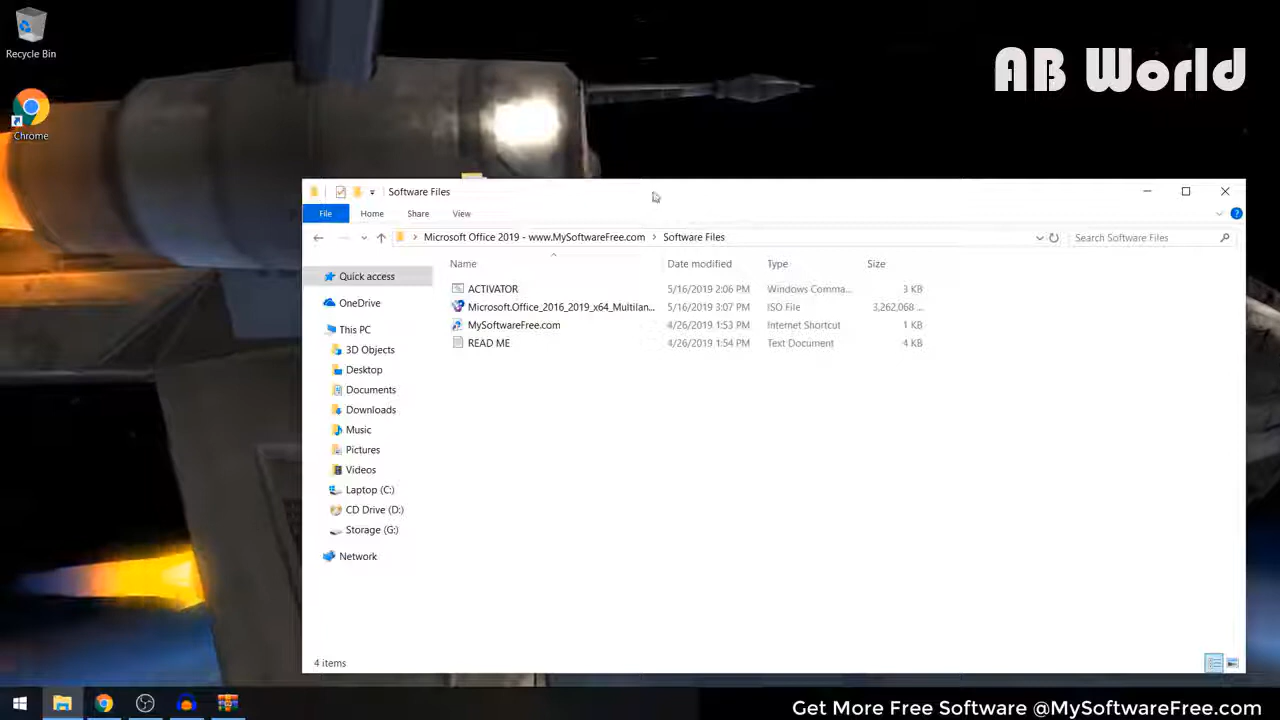 Recycle Bin
AB World
Chrome
Software Files
File Home Share View
Microsoft Office 2019 - www.MySoftwareFree.com > Software Files
Search Software Files
Name Date modified Type Size
Quick access
ACTIVATOR 5/16/2019 2:06 PM Windows Comma... 3 KB
OneDrive
Microsoft.Office_2016_2019_x64_Multilan... 5/16/2019 3:07 PM ISO File 3,262,068 ...
MySoftwareFree.com 4/26/2019 1:53 PM Internet Shortcut 1 KB
This PC
READ ME 4/26/2019 1:54 PM Text Document 4 KB
3D Objects
Desktop
Documents
Downloads
Music
Pictures
Videos
Laptop (C:)
CD Drive (D:)
Storage (G:)
Network
4 items
Get More Free Software @MySoftwareFree.com